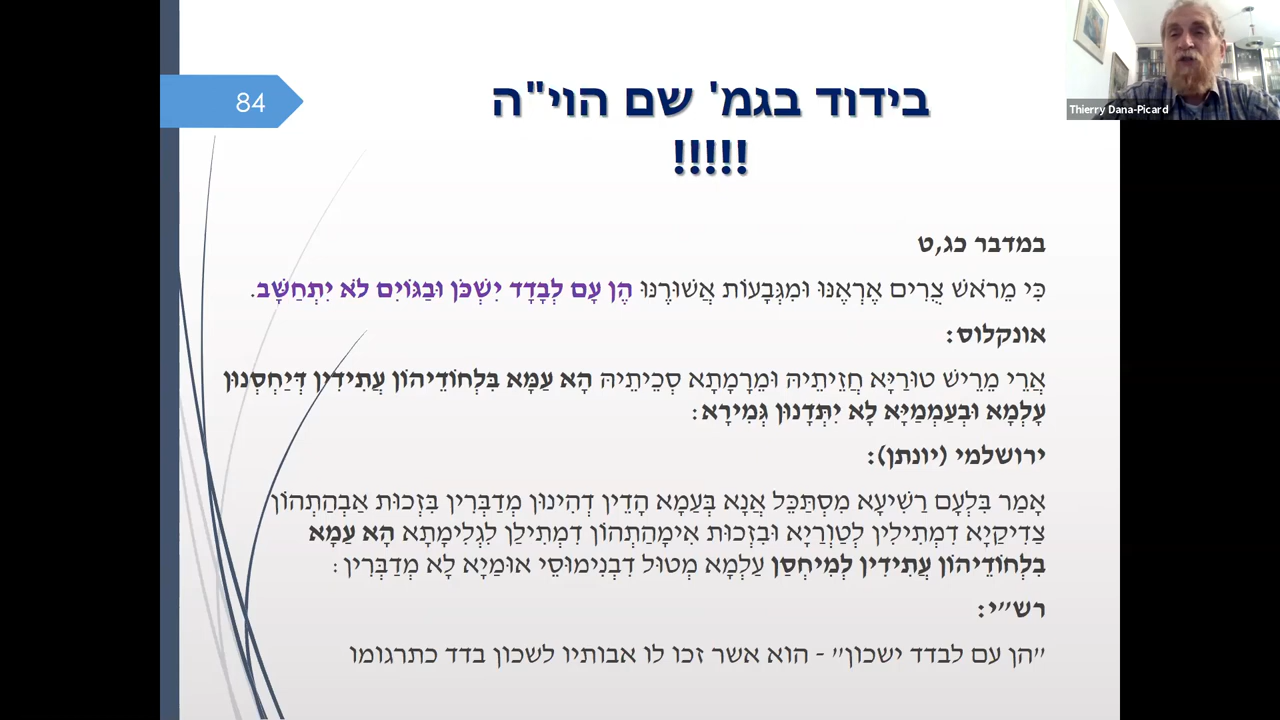 84
בידוד בגמ' שם הוי"ה
!!!!!
Thierry Dana-Picard
במדבר כג,ט
כִּי מֵרֹאשׁ צֻרִים אֶרְאֶנּוּ וּמִגְּבָעוֹת אֲשׁוּרֶנּוּ הֶן עָם לְבָדָד יִשְׁכֹּן וּבַגּוֹיִם לֹא יִתְחַשָּׁב.
אונקלוס:
אֲרֵי מֵרֵישׁ טוּרַיָּא חֲזֵיתֵיהּ וּמֵרָמָתָא סְכֵיתֵיהּ הָא עַמָּא בִּלְחוֹדֵיהוֹן עֲתִידִין דְּיַחְסְנוּן
עָלְמָא וּבְעַמְמַיָּא לָא יִתְּדָנוּן גְּמִירָא:
ירושלמי (יונתן):
אָמַר בִּלְעָם רַשִׁיעָא מִסְתַּכֵּל אֲנָא בְּעַמָא הָדֵין דְהִינוּן מְדַבְּרִין בִּזְכוּת אַבְהַתְהוֹן
צַדִיקַיָא דִמְתִילִין לְטַוְרַיָא וּבִזְכוּת אִימְהַתְהוֹן דִמְתִילַן לִגְלִימָתָא הָא עַמָא
בִּלְחוֹדֵיהוֹן עֲתִידִין לְמִיחְסַן עַלְמָא מְטוּל דִבְנִימוּסֵי אוּמַיָא לָא מְדַבְּרִין:
רש"י:
"הן עם לבדד ישכון" - הוא אשר זכו לו אבותיו לשכון בדד כתרגומו